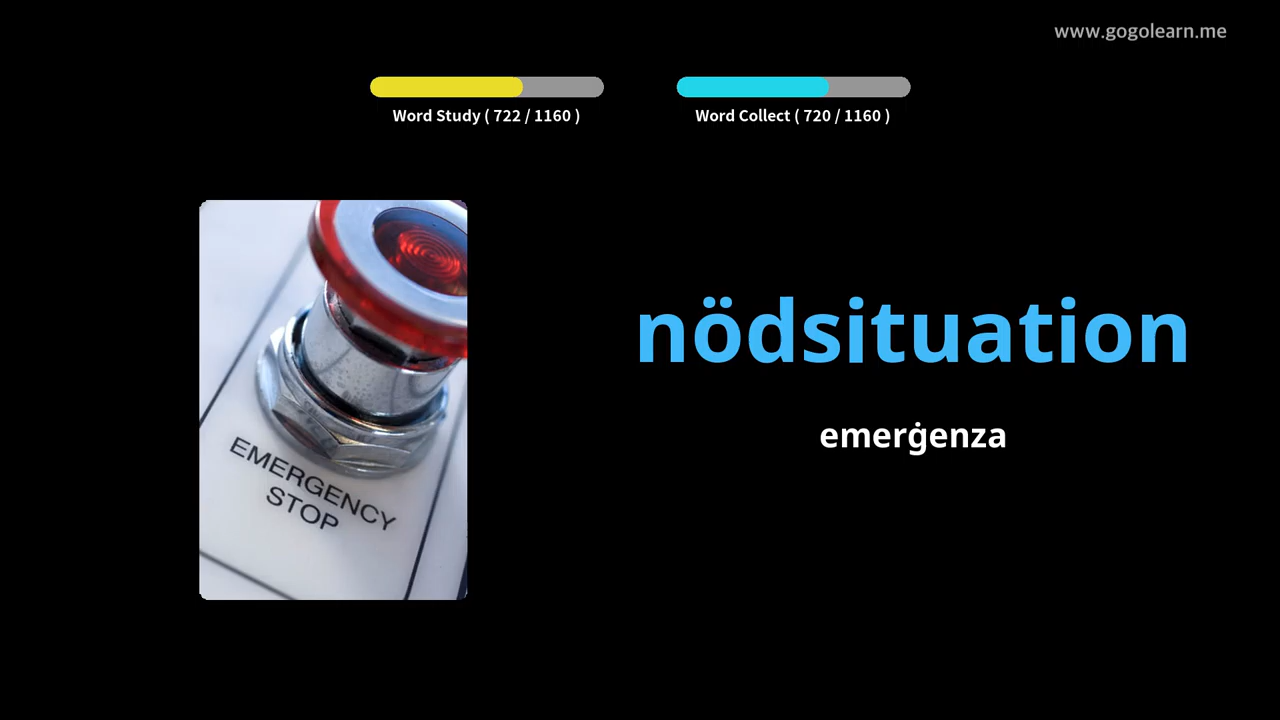 www.gogolearn.me
Word Study ( 722 / 1160 )
Word Collect ( 720 / 1160 )
EMERGENCY
STOP
nödsituation
emerġenza